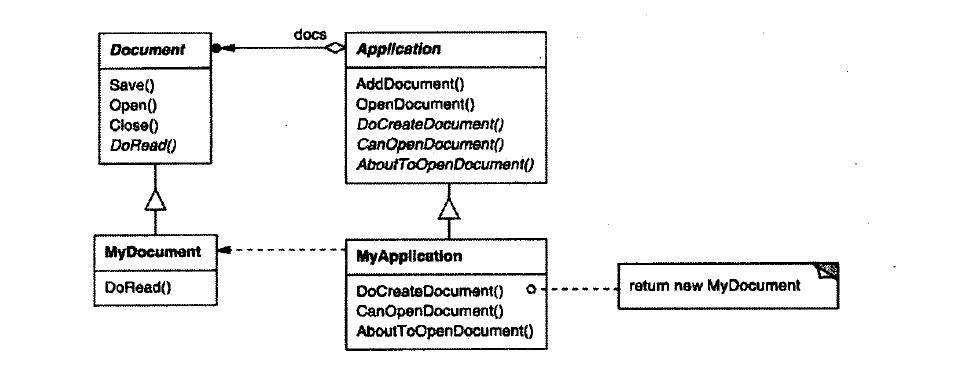 Document
Save()
Open()
Close()
DoRead()
docs
Application
AddDocument()
OpenDocument()
DoCreateDocument()
CanOpenDocument()
AboutToOpenDocument()
MyDocument
DoRead()
MyApplication
DoCreateDocument()
CanOpenDocument()
AboutToOpenDocument()
return new MyDocument